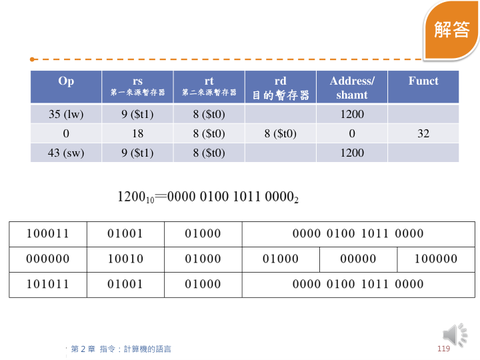 解答
Op rs rt rd Address/ Funct
第一來源暫存器 第二來源暫存器 目的暫存器 shamt
35 (lw) 9 ($t1) 8 ($t0) 1200
0 18 8 ($t0) 8 ($t0) 0 32
43 (sw) 9 ($t1) 8 ($t0) 1200
1200₁₀＝0000 0100 1011 0000₂
100011 01001 01000 0000 0100 1011 0000
000000 10010 01000 01000 00000 100000
101011 01001 01000 0000 0100 1011 0000
第 2 章 指令：計算機的語言 119